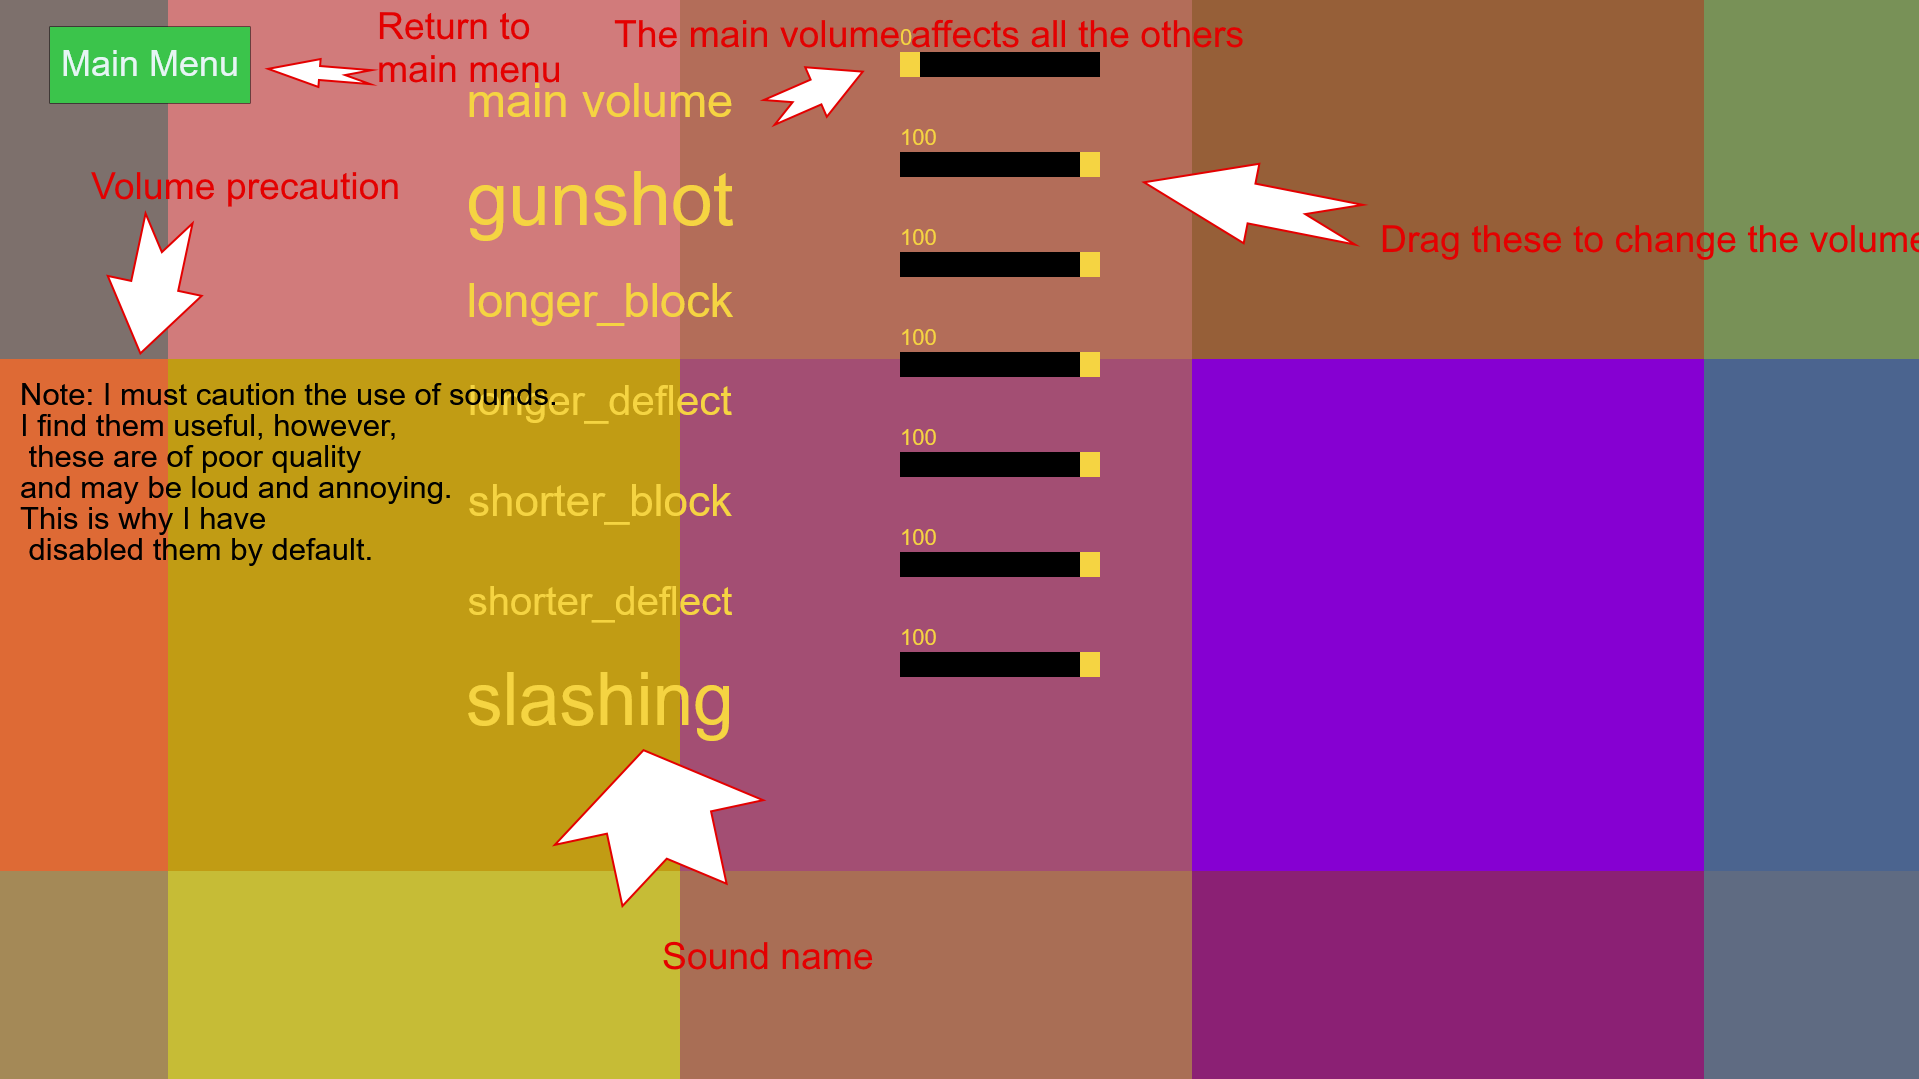 Main Menu
Return to
main menu
The main volume affects all the others
0
main volume
100
Volume precaution
gunshot
100
Drag these to change the volume
longer_block
100
Note: I must caution the use of sounds.
I find them useful, however,
these are of poor quality
and may be loud and annoying.
This is why I have
disabled them by default.
longer_deflect
100
shorter_block
100
shorter_deflect
100
slashing
Sound name